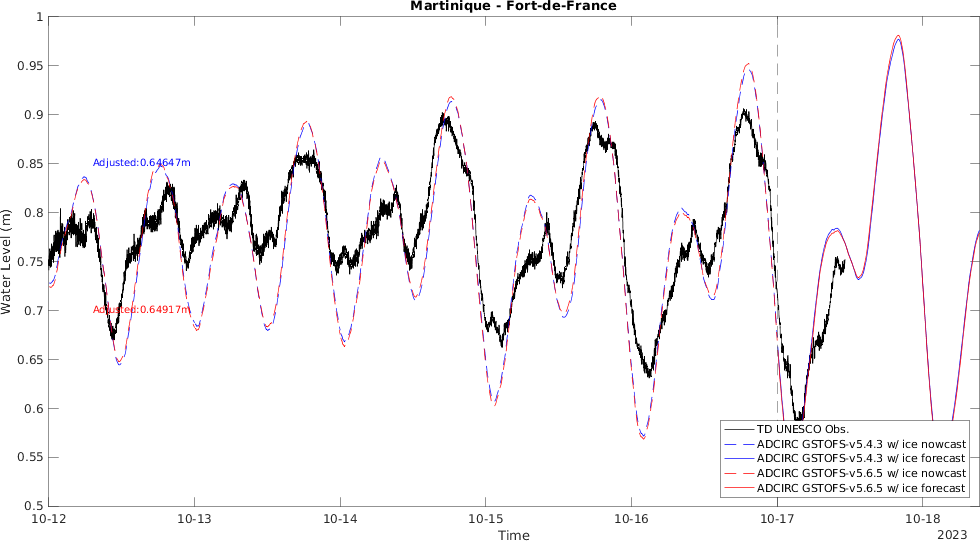 Martinique - Fort-de-France
1
0.95
0.9
0.85
0.8
0.75
0.7
0.65
0.6
0.55
0.5
Water Level (m)
Adjusted:0.64647m
Adjusted:0.64917m
TD UNESCO Obs.
ADCIRC GSTOFS-v5.4.3 w/ ice nowcast
ADCIRC GSTOFS-v5.4.3 w/ ice forecast
ADCIRC GSTOFS-v5.6.5 w/ ice nowcast
ADCIRC GSTOFS-v5.6.5 w/ ice forecast
10-12 10-13 10-14 10-15 10-16 10-17 10-18
Time
2023